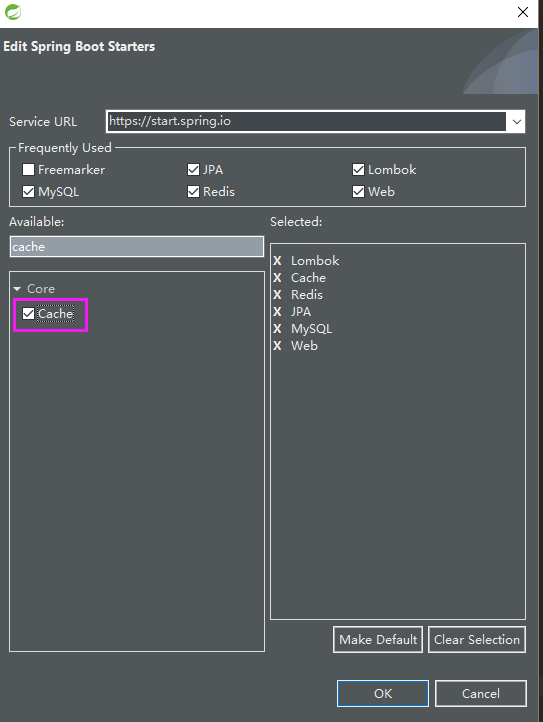 Edit Spring Boot Starters
Service URL https://start.spring.io
Frequently Used
Freemarker JPA Lombok
MySQL Redis Web
Available: Selected:
cache
Core
Cache
X Lombok
X Cache
X Redis
X JPA
X MySQL
X Web
Make Default Clear Selection
OK Cancel